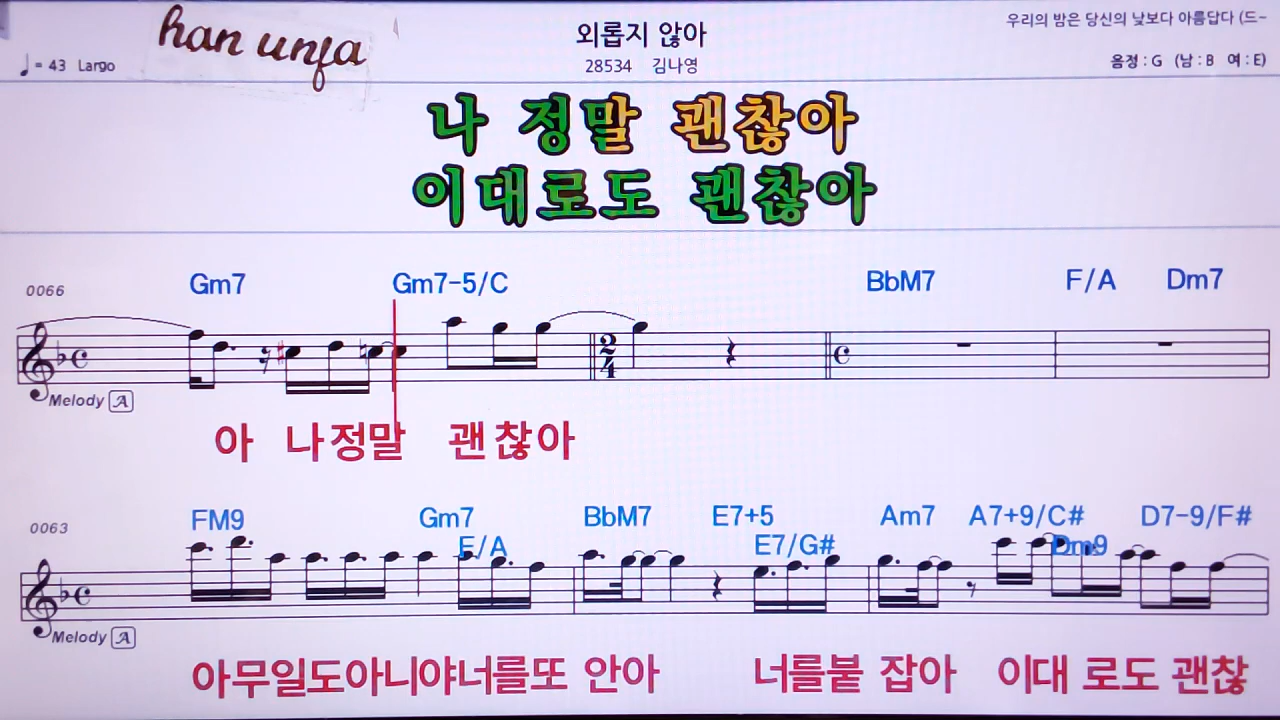 han unja
외롭지 않아
우리의 밤은 당신의 낮보다 아름답다 (드~
♩= 43 Largo
28534 김나영
음정 : G (남 : B 여 : E)
나 정말 괜찮아
이대로도 괜찮아
0066
Gm7 Gm7-5/C BbM7 F/A Dm7
2
4
Melody A
아 나정말 괜찮아
0063
FM9 Gm7 BbM7 E7+5 Am7 A7+9/C# D7-9/F#
F/A E7/G# Dm9
Melody A
아무일도아니야너를또 안아 너를붙 잡아 이대 로도 괜찮